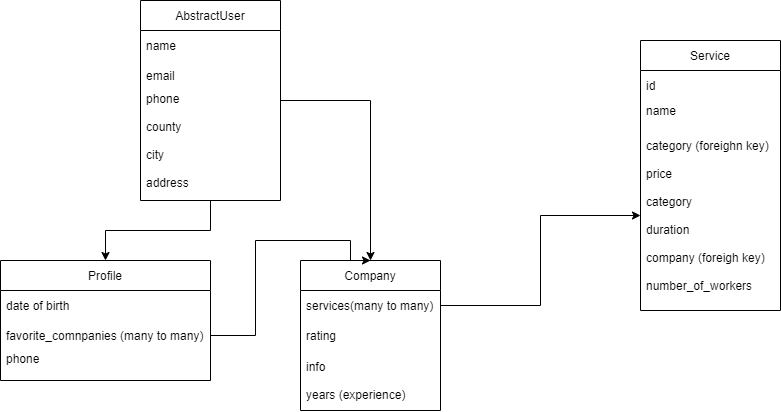 AbstractUser
name
email
phone
county
city
address
Profile
date of birth
favorite_comnpanies (many to many)
phone
Company
services(many to many)
rating
info
years (experience)
Service
id
name
category (foreighn key)
price
category
duration
company (foreigh key)
number_of_workers